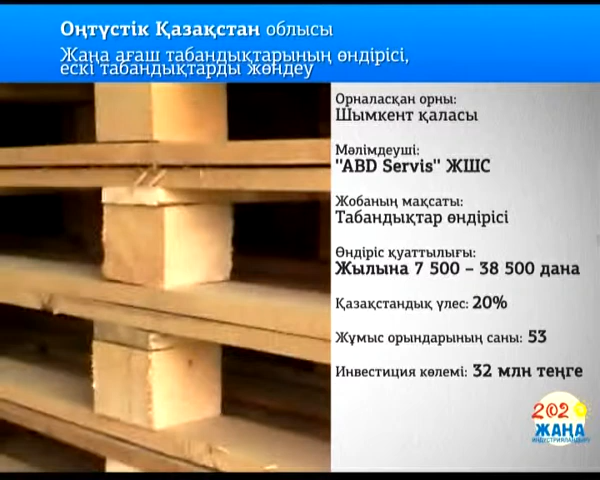 Оңтүстік Қазақстан облысы
Жаңа ағаш табандықтарының өндірісі,
ескі табандықтарды жөндеу
Орналасқан орны:
Шымкент қаласы
Мәлімдеуші:
"ABD Servis" ЖШС
Жобаның мақсаты:
Табандықтар өндірісі
Өндіріс қуаттылығы:
Жылына 7 500 – 38 500 дана
Қазақстандық үлес: 20%
Жұмыс орындарының саны: 53
Инвестиция көлемі: 32 млн теңге
2020
ЖАҢА
ИНДУСТРИЯЛАНДЫРУ